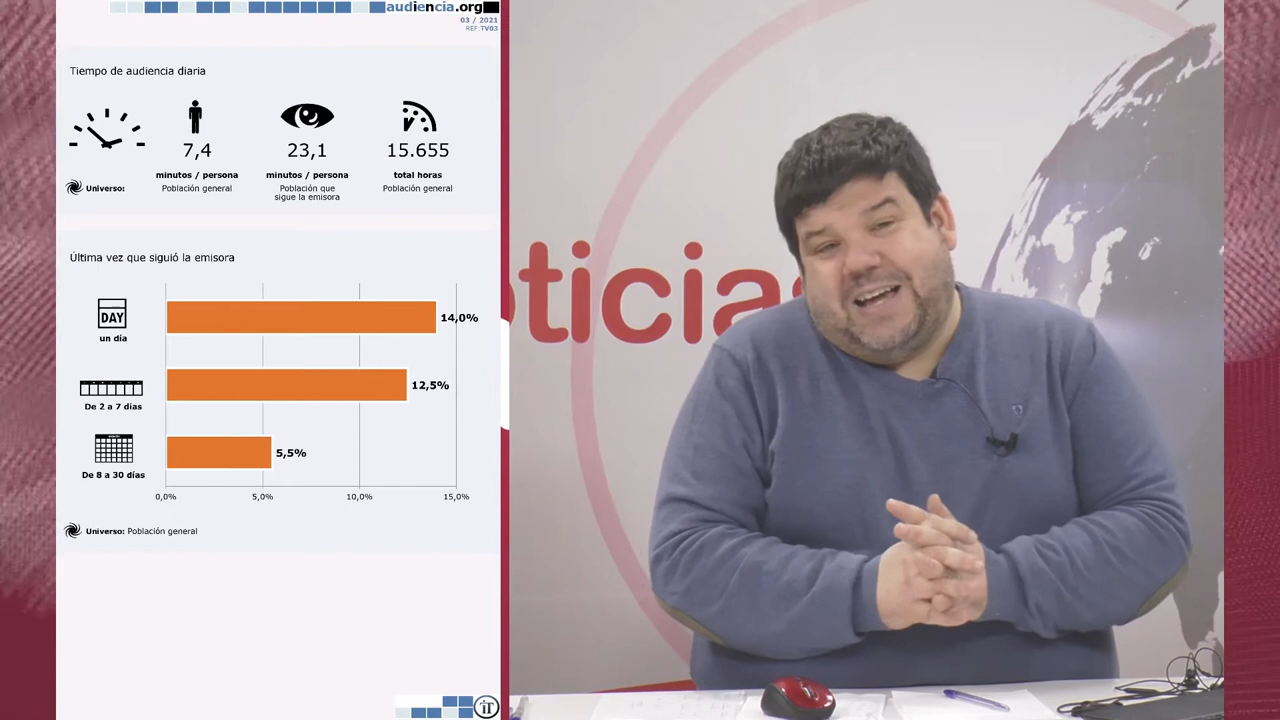 audiencia.org
03 / 2021
REF:TV03
Tiempo de audiencia diaria
7,4
23,1
15.655
minutos / persona
minutos / persona
total horas
Universo:
Población general
Población que
sigue la emisora
Población general
Última vez que siguió la emisora
DAY
un día
14,0%
12,5%
De 2 a 7 días
5,5%
De 8 a 30 días
0,0%
5,0%
10,0%
15,0%
Universo: Población general
iT
oticias